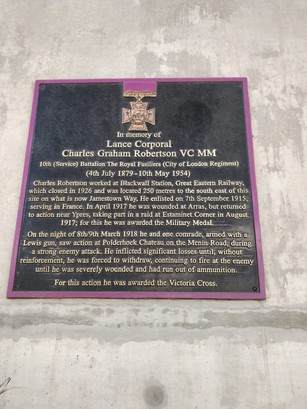 In memory of
Lance Corporal
Charles Graham Robertson VC MM
10th (Service) Battalion The Royal Fusiliers (City of London Regiment)
(4th July 1879-10th May 1954)
Charles Robertson worked at Blackwall Station, Great Eastern Railway,
which closed in 1926 and was located 250 metres to the south east of this
site on what is now Jamestown Way. He enlisted on 7th September 1915;
serving in France. In April 1917 he was wounded at Arras, but returned
to action near Ypres, taking part in a raid at Estaminet Corner in August
1917; for this he was awarded the Military Medal.
On the night of 8th/9th March 1918 he and one comrade, armed with a
Lewis gun, saw action at Polderhoek Chateau on the Menin Road; during
a strong enemy attack. He inflicted significant losses until, without
reinforcement, he was forced to withdraw, continuing to fire at the enemy
until he was severely wounded and had run out of ammunition.
For this action he was awarded the Victoria Cross.